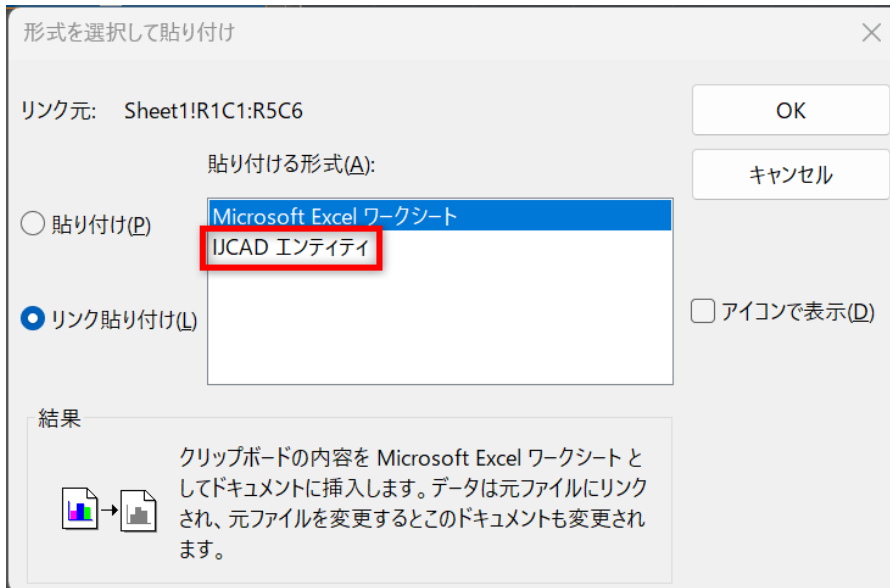 形式を選択して貼り付け
リンク元: Sheet1!R1C1:R5C6
OK
貼り付ける形式(A):
キャンセル
貼り付け(P)
Microsoft Excel ワークシート
IJCAD エンティティ
リンク貼り付け(L)
アイコンで表示(D)
結果
クリップボードの内容を Microsoft Excel ワークシート と
してドキュメントに挿入します。データは元ファイルにリンク
され、元ファイルを変更するとこのドキュメントも変更され
ます。